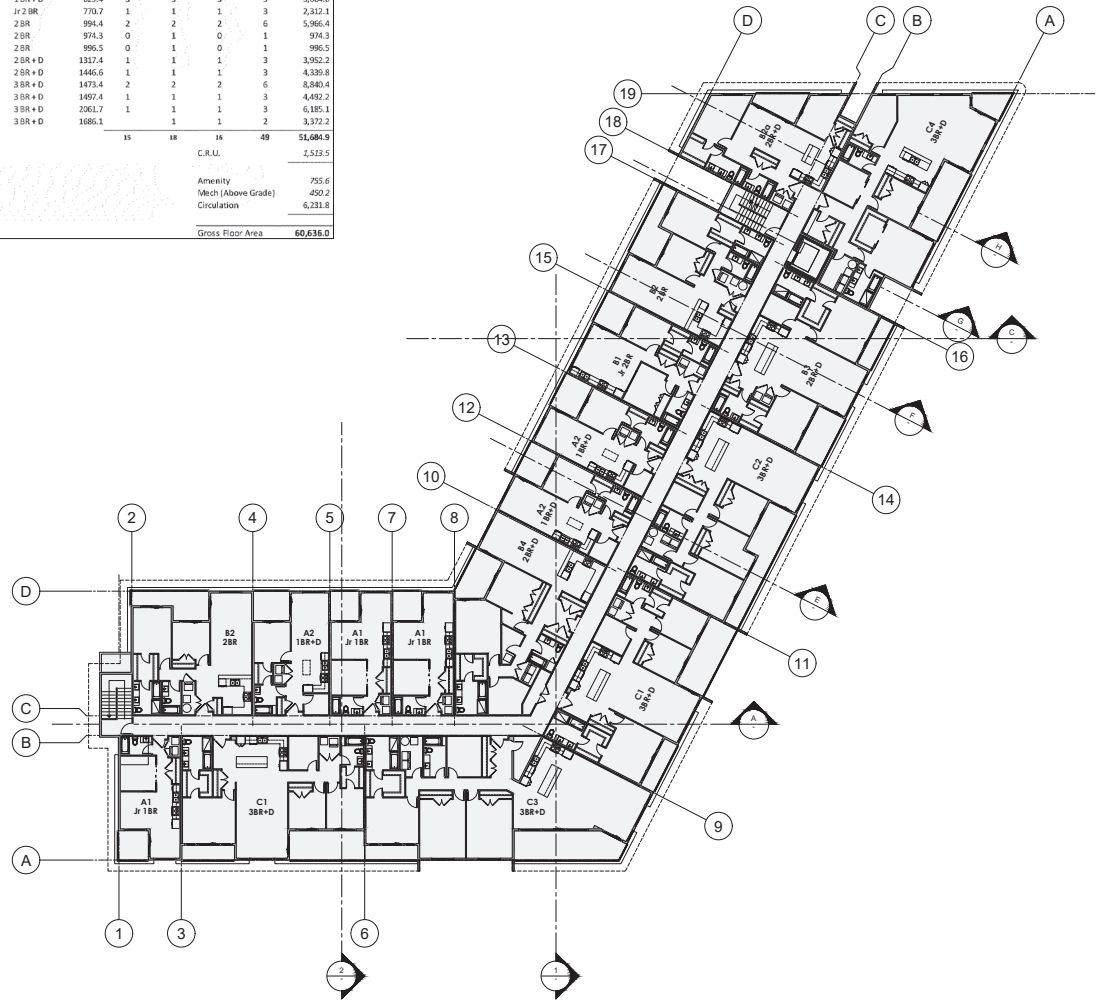 Jr 2 BR 770.7 1 1 1 3 2,312.1
2 BR 994.4 2 2 2 6 5,966.4
2 BR 974.3 0 1 0 1 974.3
2 BR 996.5 0 1 0 1 996.5
2 BR + D 1317.4 1 1 1 3 3,952.2
2 BR + D 1446.6 1 1 1 3 4,339.8
3 BR + D 1473.4 2 2 2 6 8,840.4
3 BR + D 1497.4 1 1 1 3 4,492.2
3 BR + D 2061.7 1 1 1 3 6,185.1
3 BR + D 1686.1 1 1 2 3,372.2
15 18 16 49 51,684.9
C.R.U. 1,513.5
Amenity 755.6
Mech (Above Grade) 450.2
Circulation 6,231.8
Gross Floor Area 60,636.0
D
C
B
A
19
18
17
15
13
12
10
16
14
11
9
H
G
C
F
E
A
B2a
2BR+D
C4
3BR+D
B2
2BR
B1
Jr 2BR
B3
2BR+D
A2
1BR+D
C2
3BR+D
A2
1BR+D
B4
2BR+D
C1
3BR+D
2
4
5
7
8
D
C
B
A
B2
2BR
A2
1BR+D
A1
Jr 1BR
A1
Jr 1BR
A1
Jr 1BR
C1
3BR+D
C3
3BR+D
1
3
6
2
1